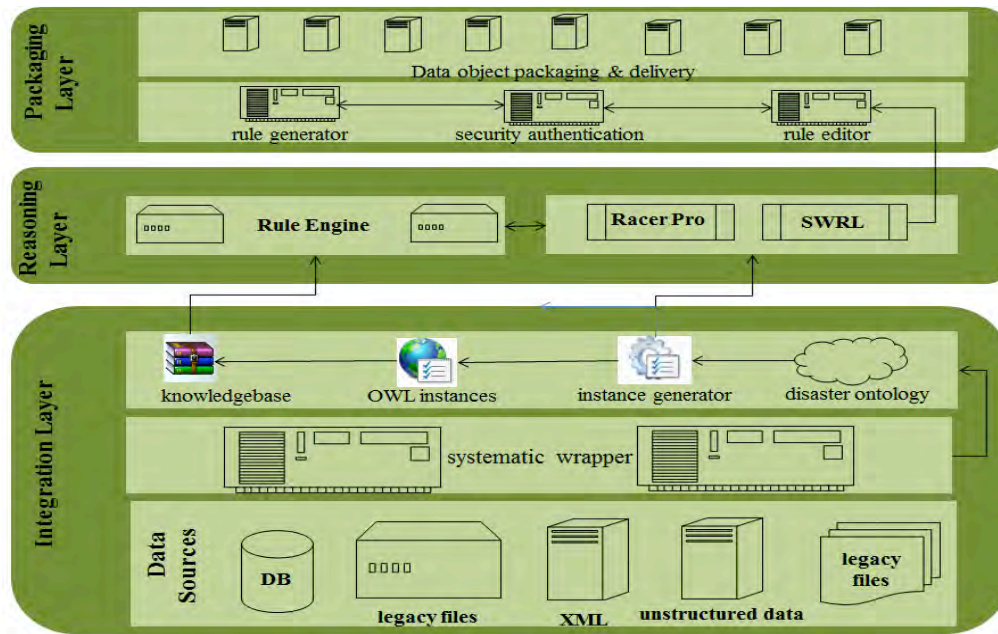 Packaging
Layer
Data object packaging & delivery
rule generator
security authentication
rule editor
Reasoning
Layer
Rule Engine
Racer Pro
SWRL
Integration Layer
knowledgebase
OWL instances
instance generator
disaster ontology
systematic wrapper
Data
Sources
DB
legacy files
XML
unstructured data
legacy
files